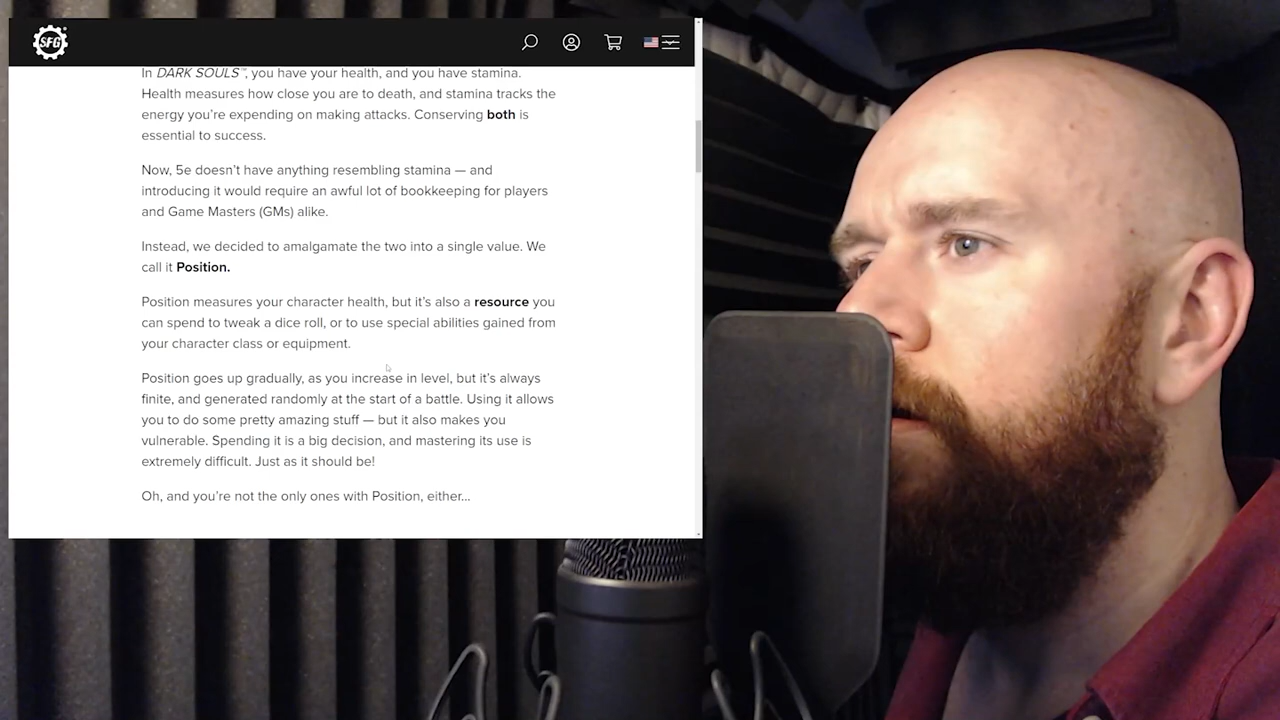 SFG
In DARK SOULS™, you have your health, and you have stamina.
Health measures how close you are to death, and stamina tracks the
energy you’re expending on making attacks. Conserving both is
essential to success.
Now, 5e doesn’t have anything resembling stamina — and
introducing it would require an awful lot of bookkeeping for players
and Game Masters (GMs) alike.
Instead, we decided to amalgamate the two into a single value. We
call it Position.
Position measures your character health, but it’s also a resource you
can spend to tweak a dice roll, or to use special abilities gained from
your character class or equipment.
Position goes up gradually, as you increase in level, but it’s always
finite, and generated randomly at the start of a battle. Using it allows
you to do some pretty amazing stuff — but it also makes you
vulnerable. Spending it is a big decision, and mastering its use is
extremely difficult. Just as it should be!
Oh, and you’re not the only ones with Position, either...